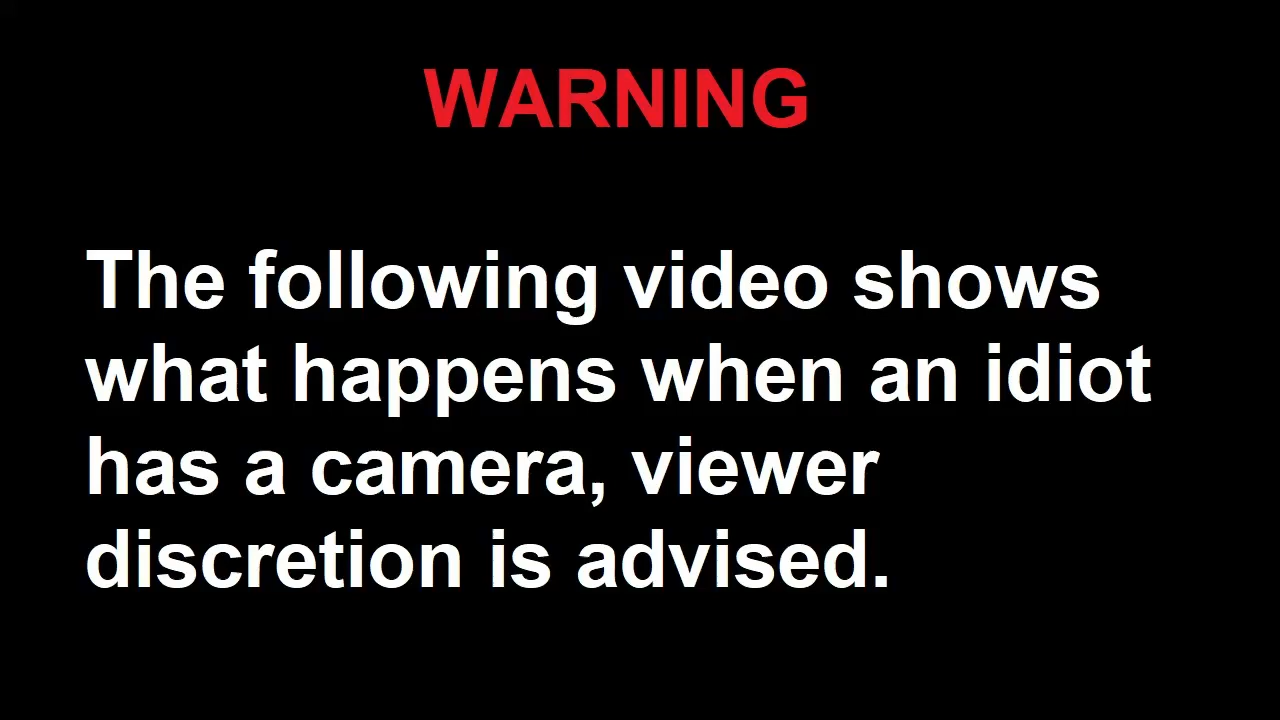 WARNING
The following video shows
what happens when an idiot
has a camera, viewer
discretion is advised.